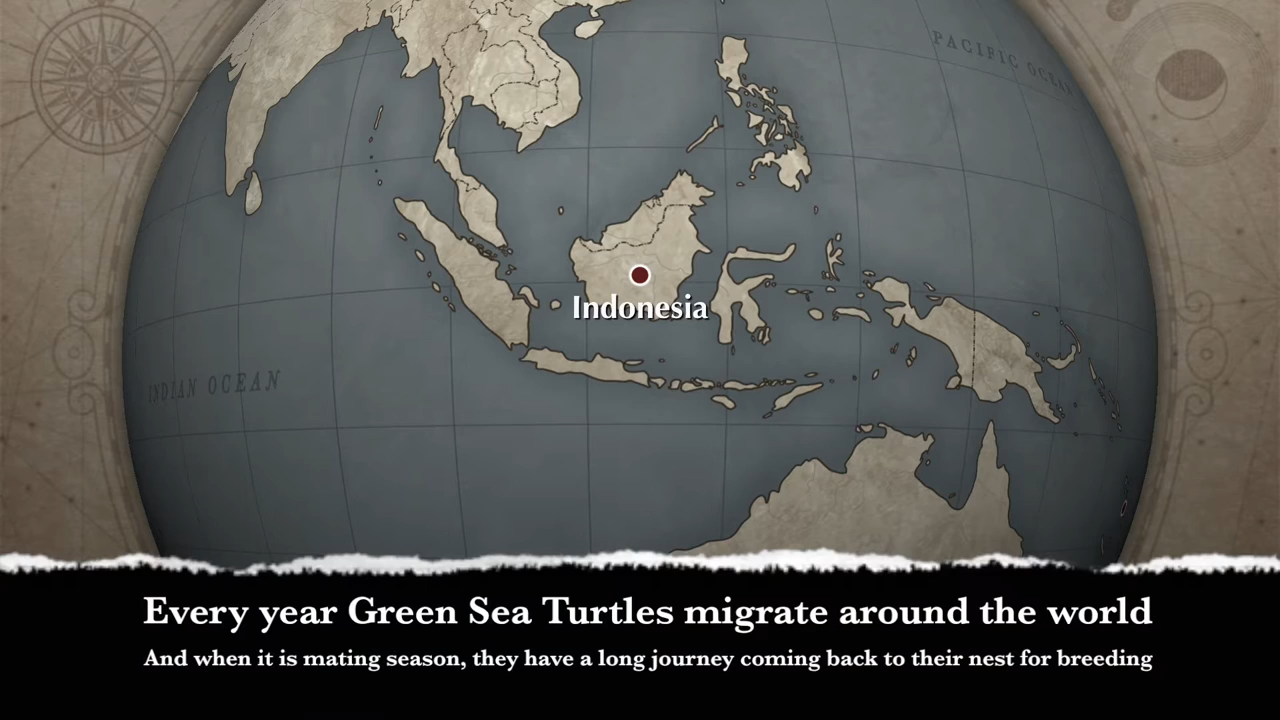 PACIFIC OCEAN
Indonesia
INDIAN OCEAN
Every year Green Sea Turtles migrate around the world
And when it is mating season, they have a long journey coming back to their nest for breeding